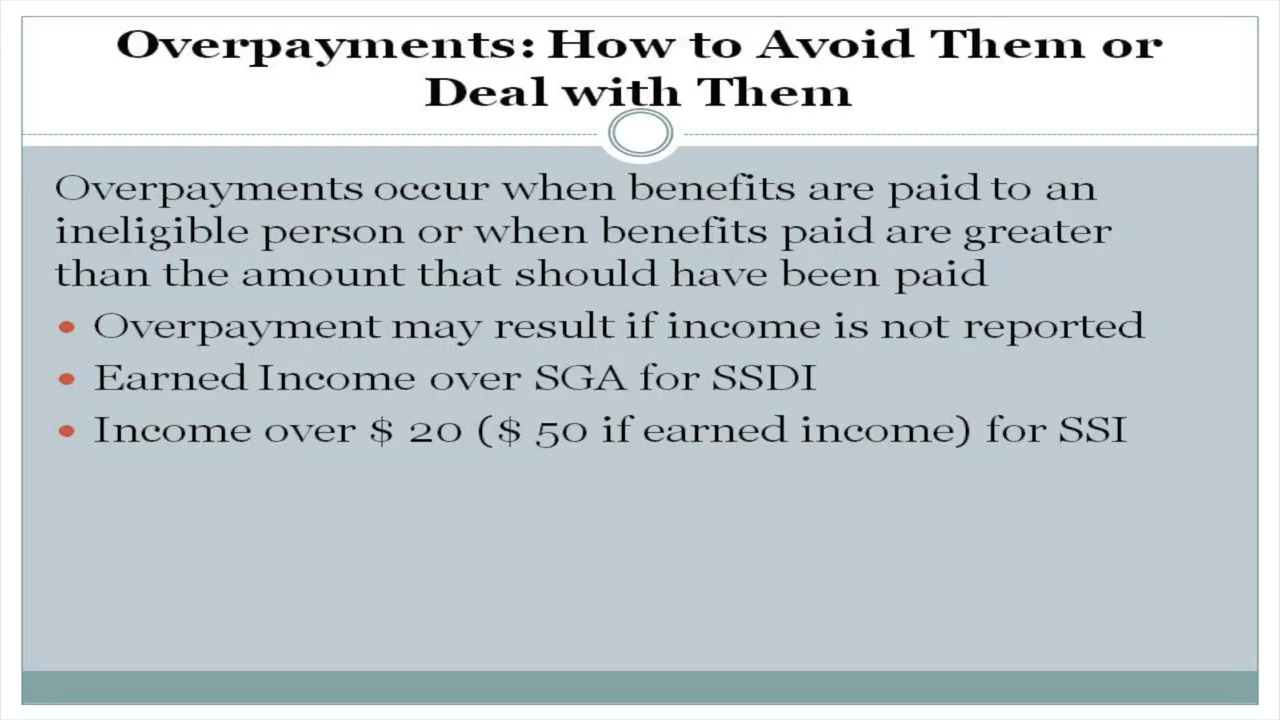 Overpayments: How to Avoid Them or
Deal with Them
Overpayments occur when benefits are paid to an
ineligible person or when benefits paid are greater
than the amount that should have been paid
• Overpayment may result if income is not reported
• Earned Income over SGA for SSDI
• Income over $ 20 ($ 50 if earned income) for SSI